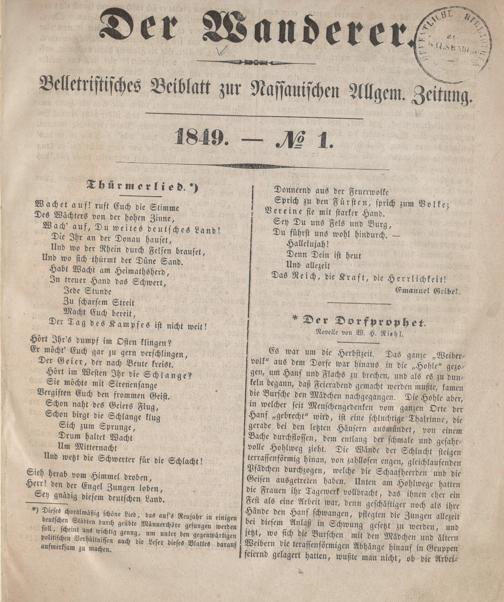 Der Wanderer.
Belletristisches Beiblatt zur Nassauischen Allgem. Zeitung.
1849. — No 1.
Thürmerlied.*)
Wachet auf! ruft Euch die Stimme
Des Wächters von der hohen Zinne,
Wach' auf, Du weites deutsches Land!
Die Ihr an der Donau hauset,
Und wo der Rhein durch Felsen brauset,
Und wo sich thürmt der Düne Sand.
Habt Wacht am Heimathsherd,
In treuer Hand das Schwert,
Jede Stunde
Zu scharfem Streit
Macht Euch bereit,
Der Tag des Kampfes ist nicht weit!
Hört Ihr's dumpf im Osten klingen?
Er möcht' Euch gar zu gern verschlingen,
Der Geier, der nach Beute kreist.
Hört im Westen Ihr die Schlange?
Sie möchte mit Sirenensange
Vergiften Euch den frommen Geist.
Schon naht des Geiers Flug,
Schon birgt die Schlange klug
Sich zum Sprunge,
Drum haltet Wacht
Um Mitternacht
Und wetzt die Schwerter für die Schlacht!
Sieh herab vom Himmel droben,
Herr! den der Engel Zungen loben,
Sey gnädig diesem deutschen Land.
*) Dieses choralmäßig schöne Lied, das auf's Neujahr in einigen
deutschen Städten durch geübte Männerchöre gesungen werden
soll, scheint uns wichtig genug, um unter den gegenwärtigen
politischen Verhältnissen auch die Leser dieses Blattes darauf
aufmerksam zu machen.
Donnernd aus der Feuerwolke
Sprich zu den Fürsten, sprich zum Volke;
Vereine sie mit starker Hand.
Sey Du uns Fels und Burg,
Du führst uns wohl hindurch. —
Hallelujah!
Denn Dein ist heut
Und allezeit
Das Reich, die Kraft, die Herrlichkeit!
Emanuel Geibel.
* Der Dorfprophet.
Novelle von W. H. Riehl.
Es war um die Herbstzeit. Das ganze „Weiber-
volk" aus dem Dorfe war hinaus in die „Hohle" gezo-
gen, um Hanf und Flachs zu brechen, und als es zu dun-
keln begann, daß Feierabend gemacht werden mußte, kamen
die Bursche den Mädchen nachgegangen. Die Hohle aber,
in welcher seit Menschengedenken vom ganzen Orte der
Hanf „gebrecht" wird, ist eine schluchtige Thalrinne, die
gerade bei den letzten Häusern ausmündet, von einem
Bache durchflossen, dem entlang der schmale und gefahr-
volle Hohlweg zieht. Die Wände der Schlucht steigen
terrassenförmig hinan, von zahllosen engen, gleichlaufenden
Pfädchen durchzogen, welche die Schaafheerden und die
Geisen ausgetreten haben. Unten am Hohlwege hatten
die Frauen ihr Tagewerk vollbracht, das ihnen eher ein
Fest als eine Arbeit war, denn geschäftiger noch als ihre
Hände den Hanf schwangen, pflegten die Zungen allezeit
bei diesem Anlaß in Schwung gesetzt zu werden, und
jetzt, wo sich die Burschen mit den Mädchen und ältern
Weibern die terassenförmigen Abhänge hinauf in Gruppen
feiernd gelagert hatten, wußte man nicht, ob die Arbei-